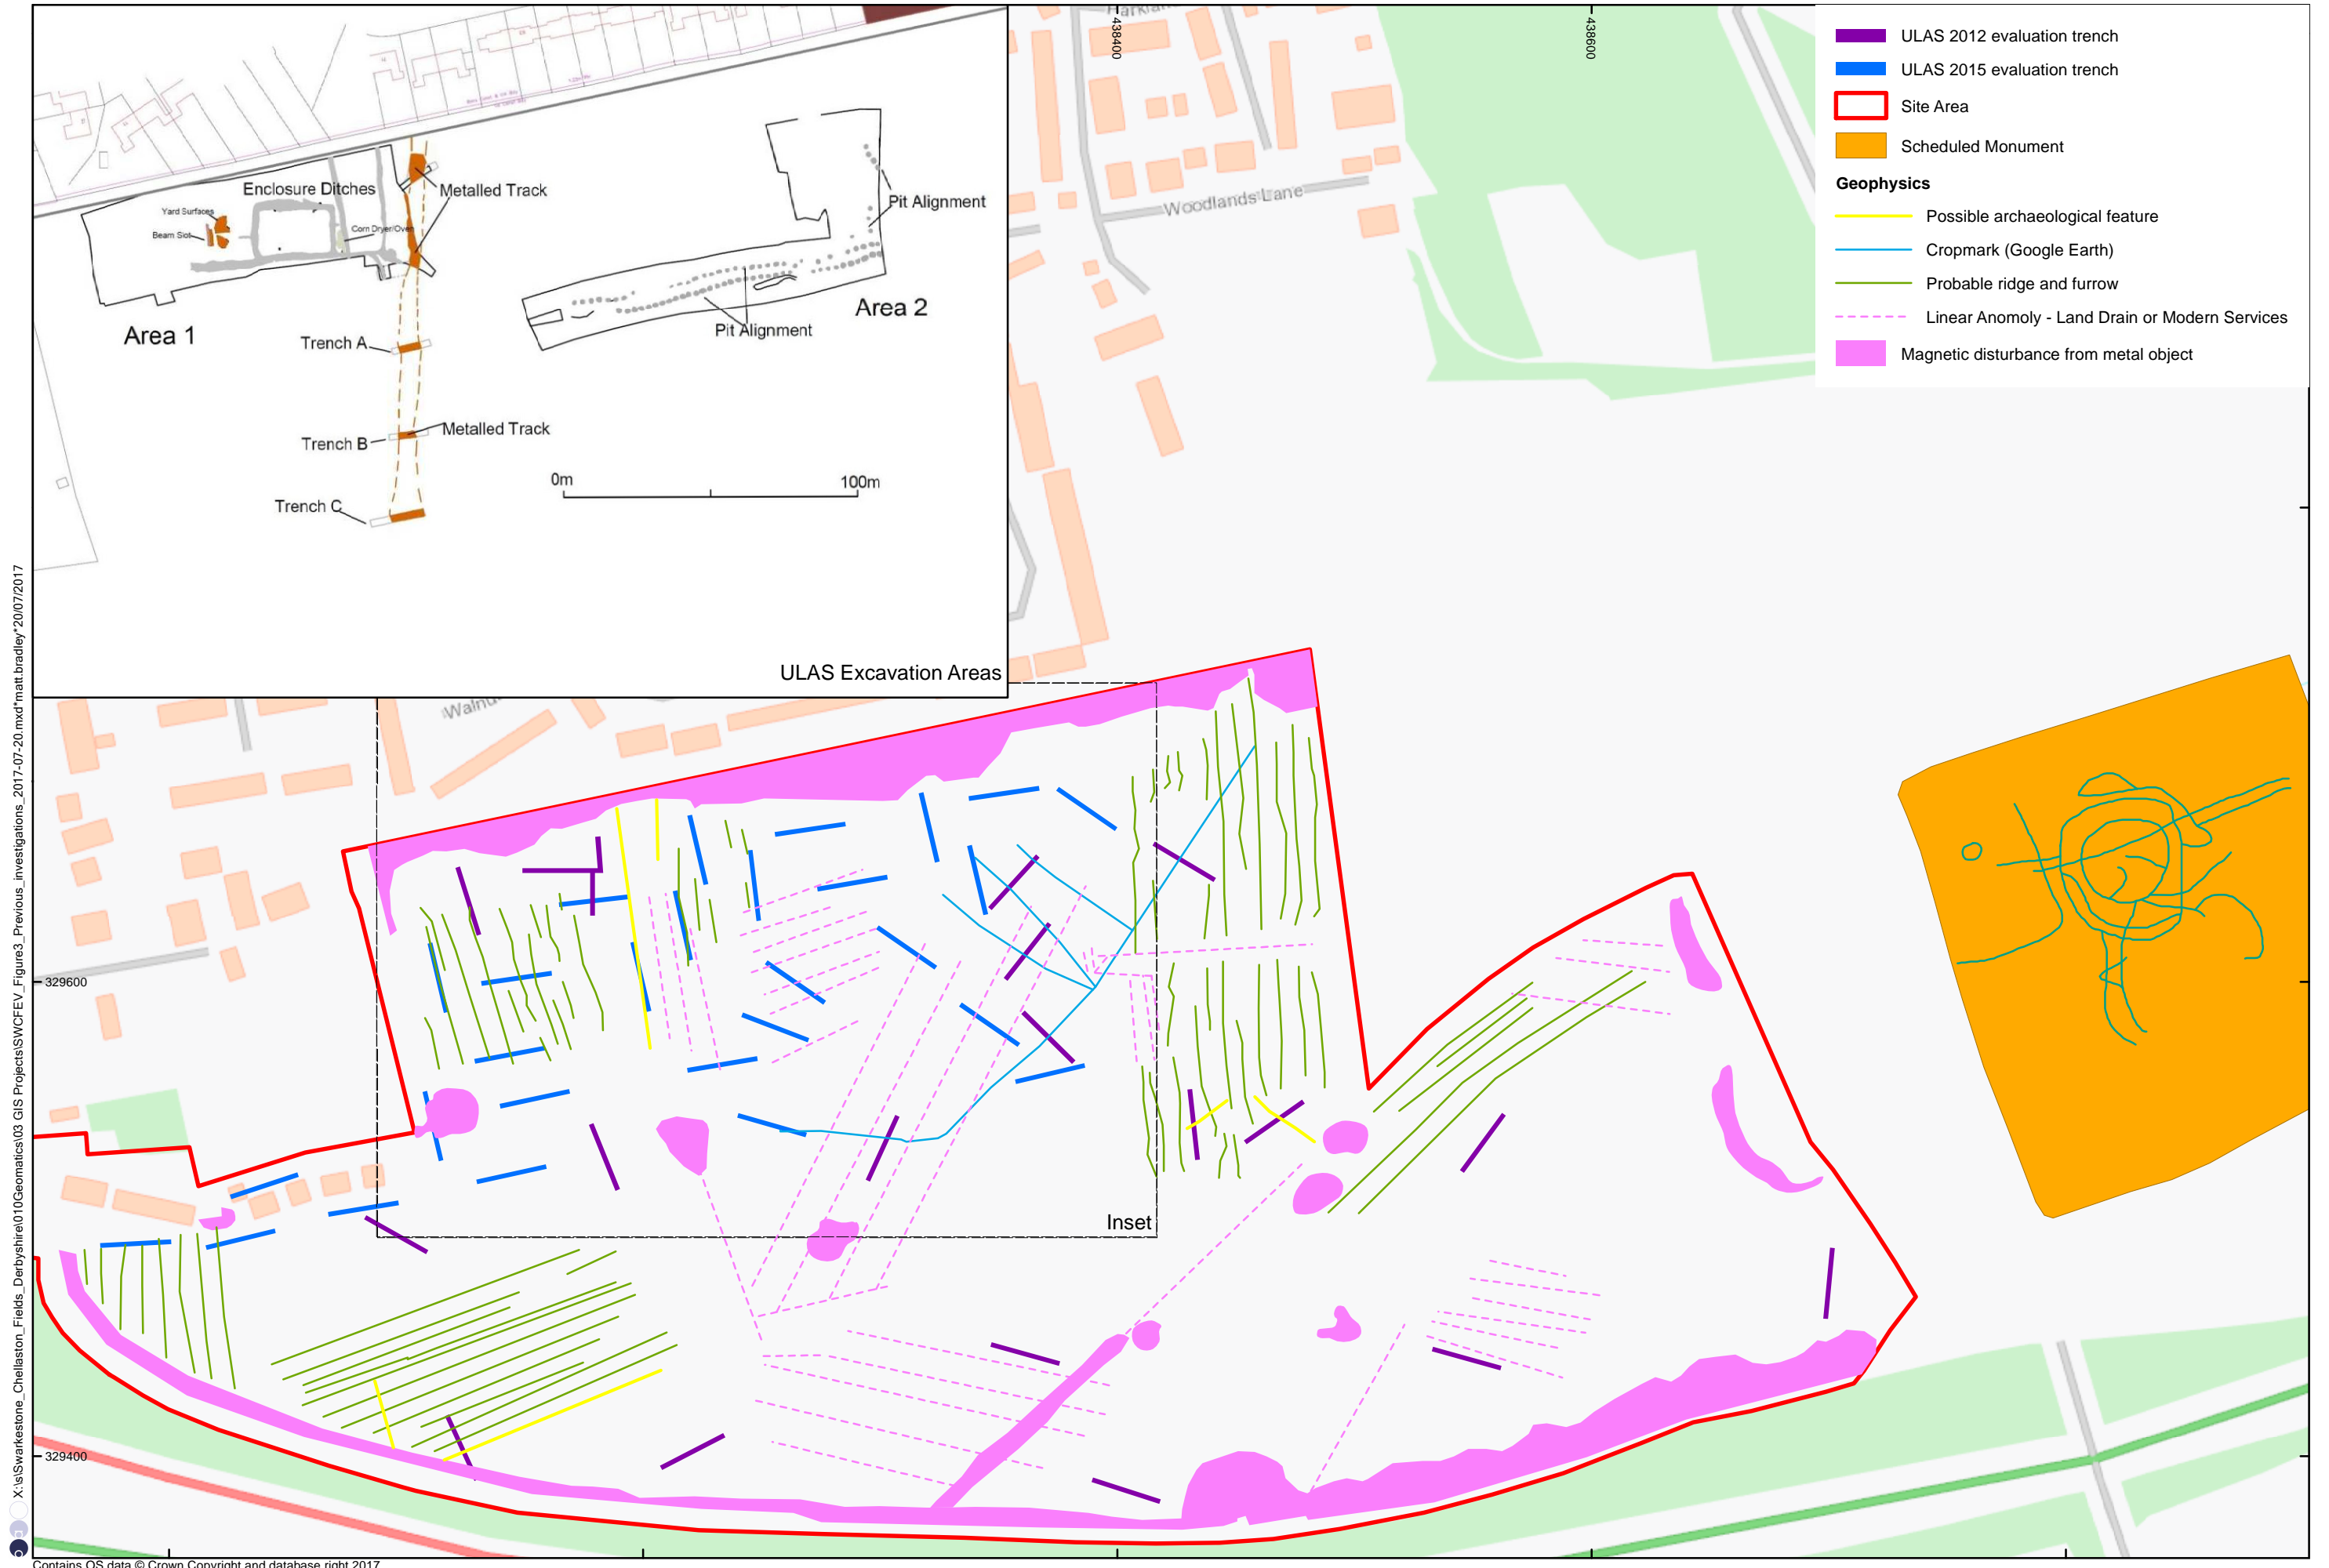 Parklan
438400
438600
ULAS 2012 evaluation trench
ULAS 2015 evaluation trench
Site Area
Scheduled Monument
Geophysics
Possible archaeological feature
Cropmark (Google Earth)
Probable ridge and furrow
Linear Anomoly - Land Drain or Modern Services
Magnetic disturbance from metal object
Woodlands Lane
Enclosure Ditches
Metalled Track
Yard Surfaces
Beam Slot
Corn Dryer/Oven
Pit Alignment
Area 1
Area 2
Pit Alignment
Trench A
Trench B
Metalled Track
Trench C
0m
100m
ULAS Excavation Areas
Walnu
329600
Inset
329400
X:\s\Swarkestone_Chellaston_Fields_Derbyshire\010Geomatics\03 GIS Projects\SWCFEV_Figure3_Previous_investigations_2017-07-20.mxd*matt.bradley*20/07/2017
Contains OS data © Crown Copyright and database right 2017